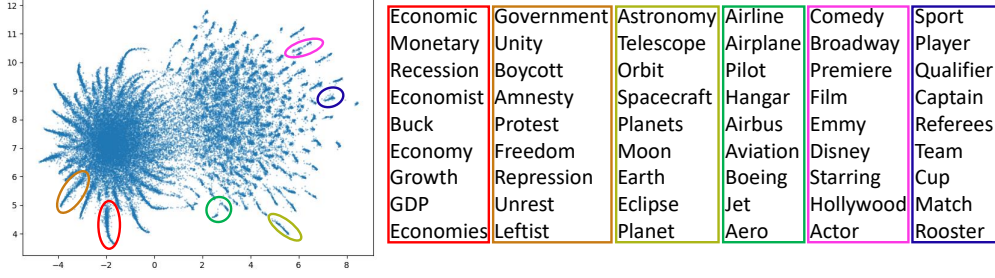 12
11
10
9
8
7
6
5
4
−4 −2 0 2 4 6 8
Economic Government Astronomy Airline Comedy Sport
Monetary Unity Telescope Airplane Broadway Player
Recession Boycott Orbit Pilot Premiere Qualifier
Economist Amnesty Spacecraft Hangar Film Captain
Buck Protest Planets Airbus Emmy Referees
Economy Freedom Moon Aviation Disney Team
Growth Repression Earth Boeing Starring Cup
GDP Unrest Eclipse Jet Hollywood Match
Economies Leftist Planet Aero Actor Rooster